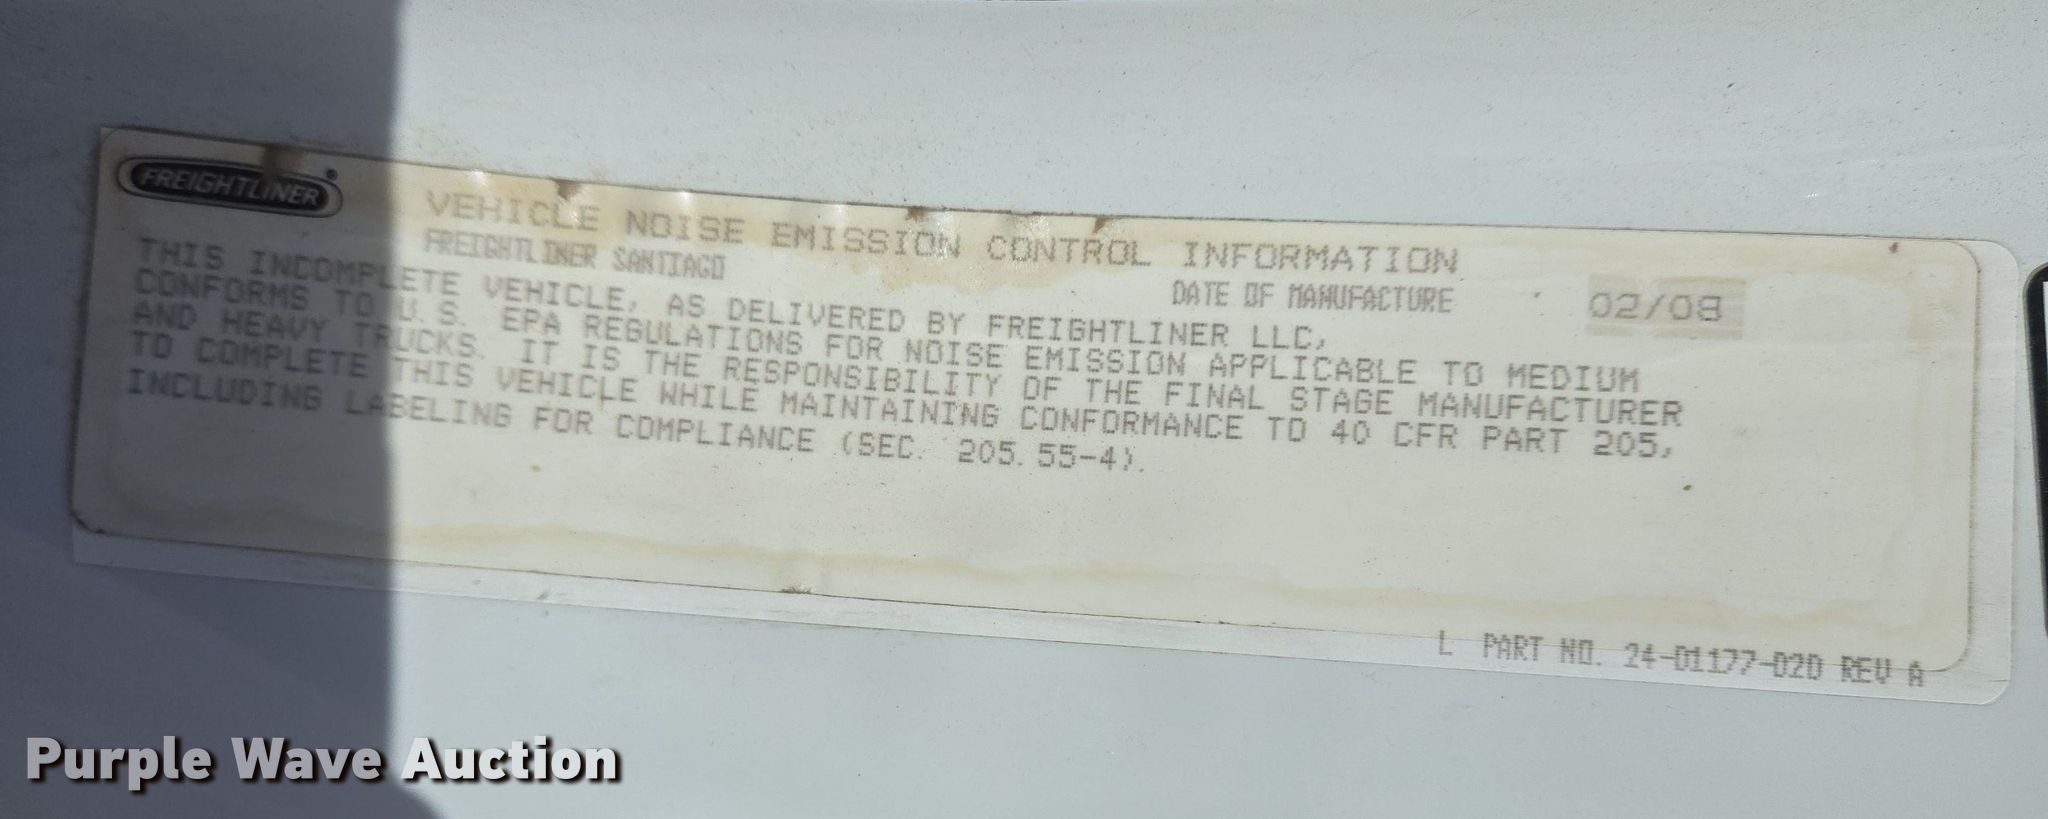 FREIGHTLINER
VEHICLE NOISE EMISSION CONTROL INFORMATION
FREIGHTLINER SANTIAGO
DATE OF MANUFACTURE 02/08
THIS INCOMPLETE VEHICLE, AS DELIVERED BY FREIGHTLINER LLC,
CONFORMS TO U.S. EPA REGULATIONS FOR NOISE EMISSION APPLICABLE TO MEDIUM
AND HEAVY TRUCKS. IT IS THE RESPONSIBILITY OF THE FINAL STAGE MANUFACTURER
TO COMPLETE THIS VEHICLE WHILE MAINTAINING CONFORMANCE TO 40 CFR PART 205,
INCLUDING LABELING FOR COMPLIANCE (SEC. 205.55-4).
L PART NO. 24-01177-020 REV A
Purple Wave Auction